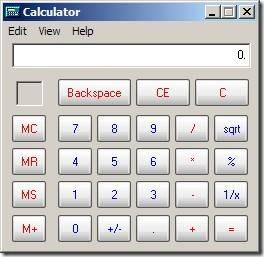 Calculator
Edit View Help
0.
Backspace CE C
MC 7 8 9 / sqrt
MR 4 5 6 * %
MS 1 2 3 - 1/x
M+ 0 +/- . + =